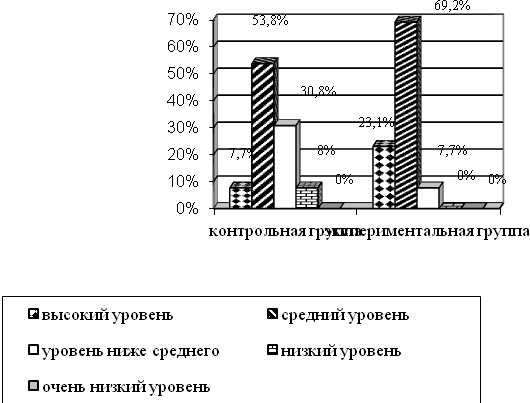 69,2%
70%
53,8%
60%
50%
40%
30,8%
30%
23,1%
20%
7,7% 8% 7,7%
10%
0% 0% 0%
0%
контрольная группа экспериментальная группа
высокий уровень средний уровень
уровень ниже среднего низкий уровень
очень низкий уровень